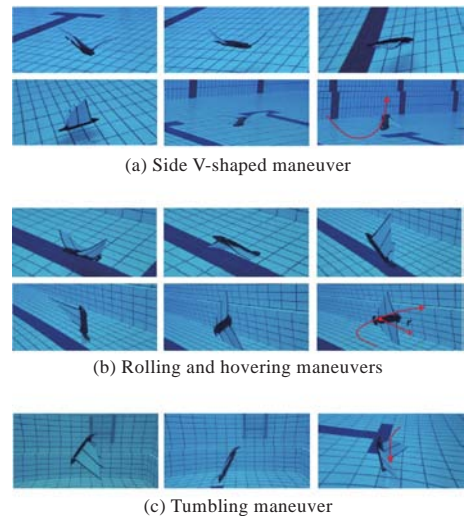 (a) Side V-shaped maneuver
(b) Rolling and hovering maneuvers
(c) Tumbling maneuver